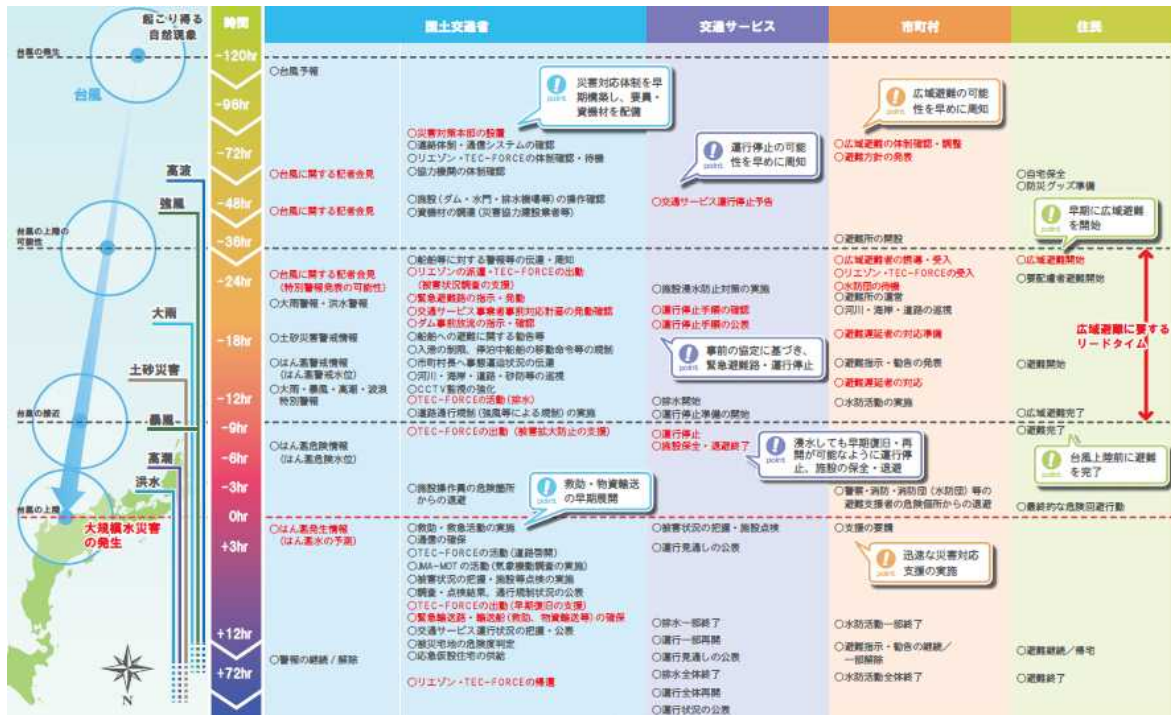 起こり得る
自然現象
時間
国土交通省
交通サービス
市町村
住民
台風の発生
台風
高波
強風
台風の上陸の
可能性
大雨
土砂災害
台風の接近
暴風
高潮
洪水
台風の上陸
大規模水災害
の発生
N
-120hr
-96hr
-72hr
-48hr
-36hr
-24hr
-18hr
-12hr
-9hr
-6hr
-3hr
0hr
+3hr
+12hr
+72hr
○台風予報
○台風に関する記者会見
○台風に関する記者会見
○台風に関する記者会見
(特別警報発表の可能性)
○大雨警報・洪水警報
○土砂災害警戒情報
○はん濫警戒情報
(はん濫警戒水位)
○大雨・暴風・高潮・波浪
特別警報
○はん濫危険情報
(はん濫危険水位)
○はん濫発生情報
(はん濫水の予測)
○警報の継続/解除
point
災害対応体制を早
期構築し、要員・
資機材を配備
○災害対策本部の設置
○道路体制・通信システムの確認
○リエゾン・TEC-FORCEの体制確認・待機
○協力機関の体制確認
○施設(ダム・水門・排水機場等)の操作確認
○資機材の調達(災害協力建設業者等)
○船舶等に対する警報等の伝達・周知
○リエゾンの派遣・TEC-FORCEの出動
(被害状況調査の支援)
○緊急避難路の指示・発動
○交通サービス事業者事前対応計画の発動確認
○ダム事前放流の指示・確認
○船舶への避難に関する勧告等
○入港の制限、停泊中船舶の移動命令等の規制
○市町村長へ事態進迫状況の伝達
○河川・海岸・道路・砂防等の巡視
○CCTV監視の強化
○TEC-FORCEの活動(排水)
○道路通行規制(強風等による規制)の実施
○TEC-FORCEの出動(被害拡大防止の支援)
○施設操作員の危険箇所
からの退避
point
救助・物資輸送
の早期展開
○救助・救急活動の実施
○通信の確保
○TEC-FORCEの活動(道路啓開)
○JMA-MOTの活動(気象機動調査の実施)
○被害状況の把握・施設等点検の実施
○調査・点検結果、通行規制状況の公表
○TEC-FORCEの出動(早期復旧の支援)
○緊急輸送路・輸送船(救助、物資輸送等)の確保
○交通サービス運行状況の把握・公表
○被災宅地の危険度判定
○応急仮設住宅の供給
○リエゾン・TEC-FORCEの帰還
point
運行停止の可能
性を早めに周知
○交通サービス運行停止予告
○施設浸水防止対策の実施
○運行停止手順の確認
○運行停止手順の公表
point
事前の協定に基づき、
緊急避難路・運行停止
○排水開始
○運行停止準備の開始
○運行停止
○施設保全・退避終了
point
浸水しても早期復旧・再
開が可能なように運行停
止、施設の保全・退避
○被害状況の把握・施設点検
○運行見通しの公表
○排水一部終了
○運行一部再開
○運行見通しの公表
○排水全体終了
○運行全体再開
○運行状況の公表
point
広域避難の可能
性を早めに周知
○広域避難の体制確認・調整
○避難方針の発表
○避難所の開設
○広域避難者の誘導・受入
○リエゾン・TEC-FORCEの受入
○水防団の待機
○避難所の運営
○河川・海岸・道路の巡視
○避難遅延者の対応準備
○避難指示・勧告の発表
○避難遅延者の対応
○水防活動の実施
○警察・消防・消防団(水防団)等の
避難支援者の危険個所からの退避
○支援の要請
point
迅速な災害対応
支援の実施
○水防活動一部終了
○避難指示・勧告の継続/
一部解除
○水防活動全体終了
○自宅保全
○防災グッズ準備
point
早期に広域避難
を開始
○広域避難開始
○要配慮者避難開始
広域避難に要する
リードタイム
○避難開始
○広域避難完了
○避難完了
point
台風上陸前に避難
を完了
○最終的な危険回避行動
○避難継続/帰宅
○避難終了